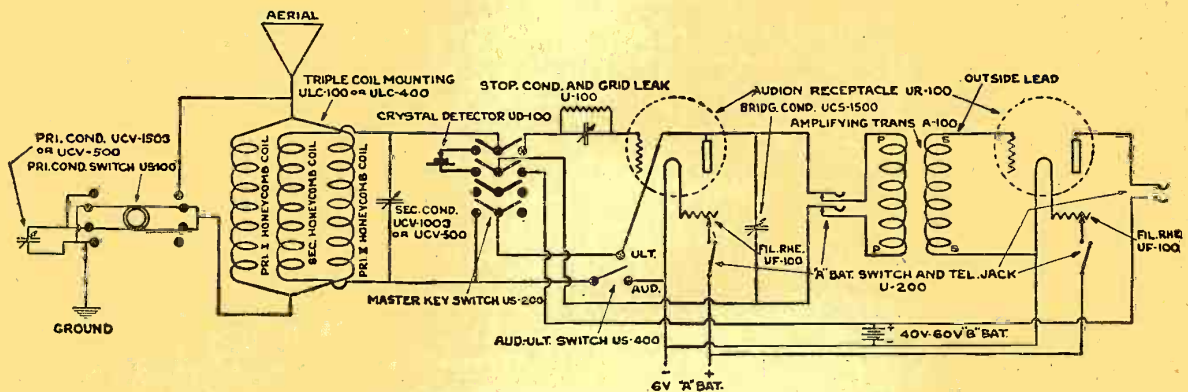 AERIAL
TRIPLE COIL MOUNTING
ULC-100 OR ULC-400
STOP. COND. AND GRID LEAK
U-100
CRYSTAL DETECTOR UD-100
AUDION RECEPTACLE UR-100
BRIDG. COND. UCS-1500
AMPLIFYING TRANS A-100
OUTSIDE LEAD
PRI. COND. UCV-1503
OR UCV-500
PRI. COND. SWITCH US-100
PRI. I HONEYCOMB COIL
SEC. HONEYCOMB COIL
PRI II HONEYCOMB COIL
SEC. COND.
UCV-1003
OR UCV-500
P
P
S
S
FIL. RHE.
UF-100
FIL. RHE.
UF-100
ULT.
AUD.
"A" BAT. SWITCH AND TEL. JACK
U-200
MASTER KEY SWITCH US-200
GROUND
AUD.-ULT. SWITCH US-400
+
-
40V-60V "B" BAT.
- +
6V "A" BAT.